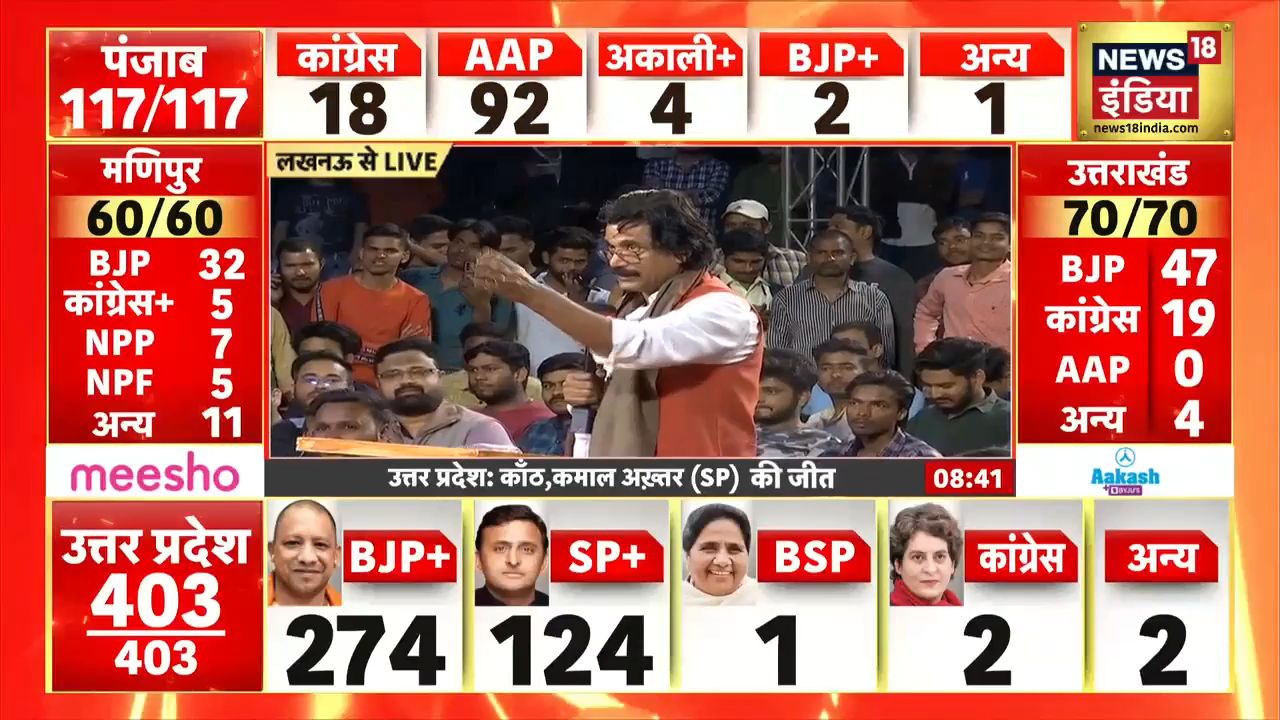 पंजाब
117/117
कांग्रेस
18
AAP
92
अकाली+
4
BJP+
2
अन्य
1
NEWS 18
इंडिया
news18india.com
मणिपुर
60/60
BJP 32
कांग्रेस+ 5
NPP 7
NPF 5
अन्य 11
लखनऊ से LIVE
उत्तराखंड
70/70
BJP 47
कांग्रेस 19
AAP 0
अन्य 4
meesho
उत्तर प्रदेश: काँठ,कमाल अख़्तर (SP) की जीत
08:41
Aakash
+ BYJU'S
उत्तर प्रदेश
403
403
BJP+
274
SP+
124
BSP
1
कांग्रेस
2
अन्य
2